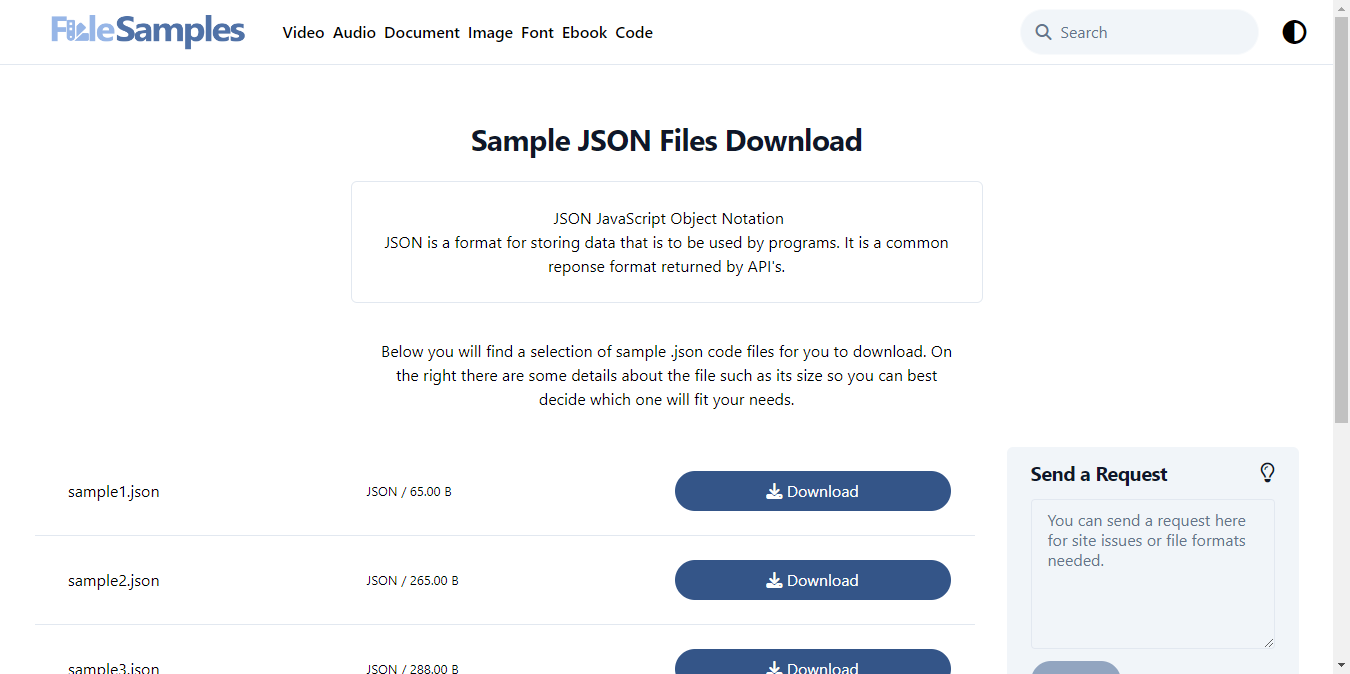 FileSamples
Video Audio Document Image Font Ebook Code
Search
Sample JSON Files Download
JSON JavaScript Object Notation
JSON is a format for storing data that is to be used by programs. It is a common
reponse format returned by API's.
Below you will find a selection of sample .json code files for you to download. On
the right there are some details about the file such as its size so you can best
decide which one will fit your needs.
sample1.json JSON / 65.00 B Download
sample2.json JSON / 265.00 B Download
sample3.json JSON / 288.00 B Download
Send a Request
You can send a request here
for site issues or file formats
needed.